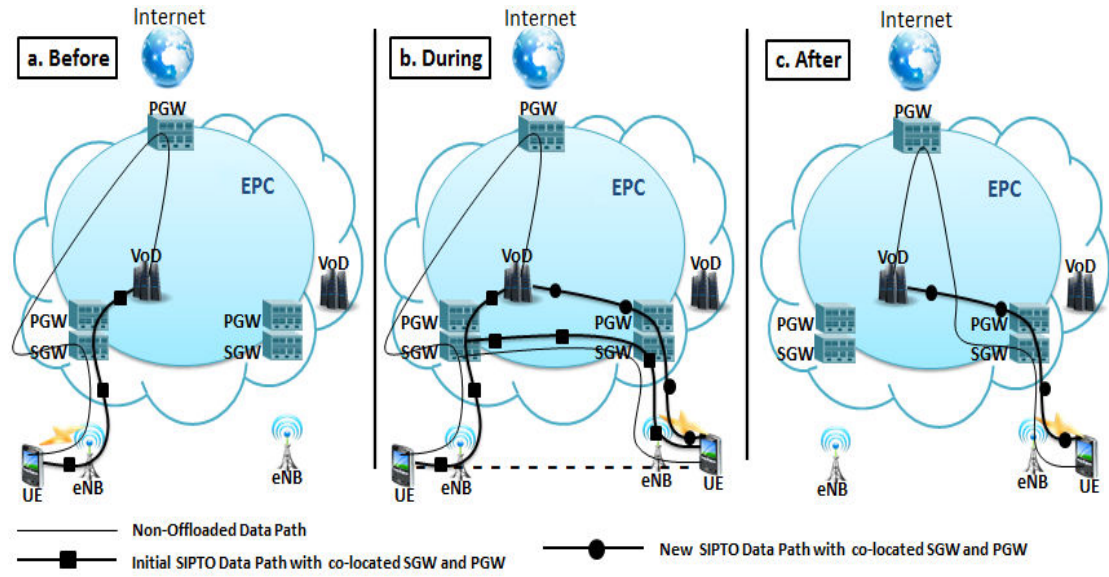 Internet
a. Before
PGW
EPC
VoD
VoD
PGW
SGW
PGW
SGW
UE
eNB
eNB
Internet
b. During
PGW
EPC
VoD
VoD
PGW
SGW
PGW
SGW
UE
eNB
eNB
UE
Internet
c. After
PGW
EPC
VoD
VoD
PGW
SGW
PGW
SGW
eNB
eNB
UE
Non-Offloaded Data Path
Initial SIPTO Data Path with co-located SGW and PGW
New SIPTO Data Path with co-located SGW and PGW